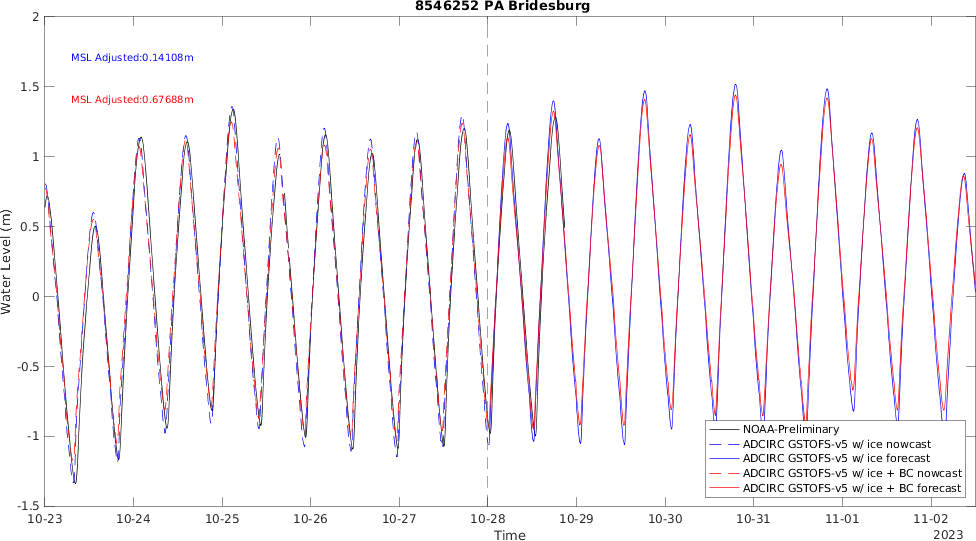 8546252 PA Bridesburg
2
1.5
1
0.5
0
-0.5
-1
-1.5
Water Level (m)
MSL Adjusted:0.14108m
MSL Adjusted:0.67688m
NOAA-Preliminary
ADCIRC GSTOFS-v5 w/ ice nowcast
ADCIRC GSTOFS-v5 w/ ice forecast
ADCIRC GSTOFS-v5 w/ ice + BC nowcast
ADCIRC GSTOFS-v5 w/ ice + BC forecast
10-23 10-24 10-25 10-26 10-27 10-28 10-29 10-30 10-31 11-01 11-02
Time
2023